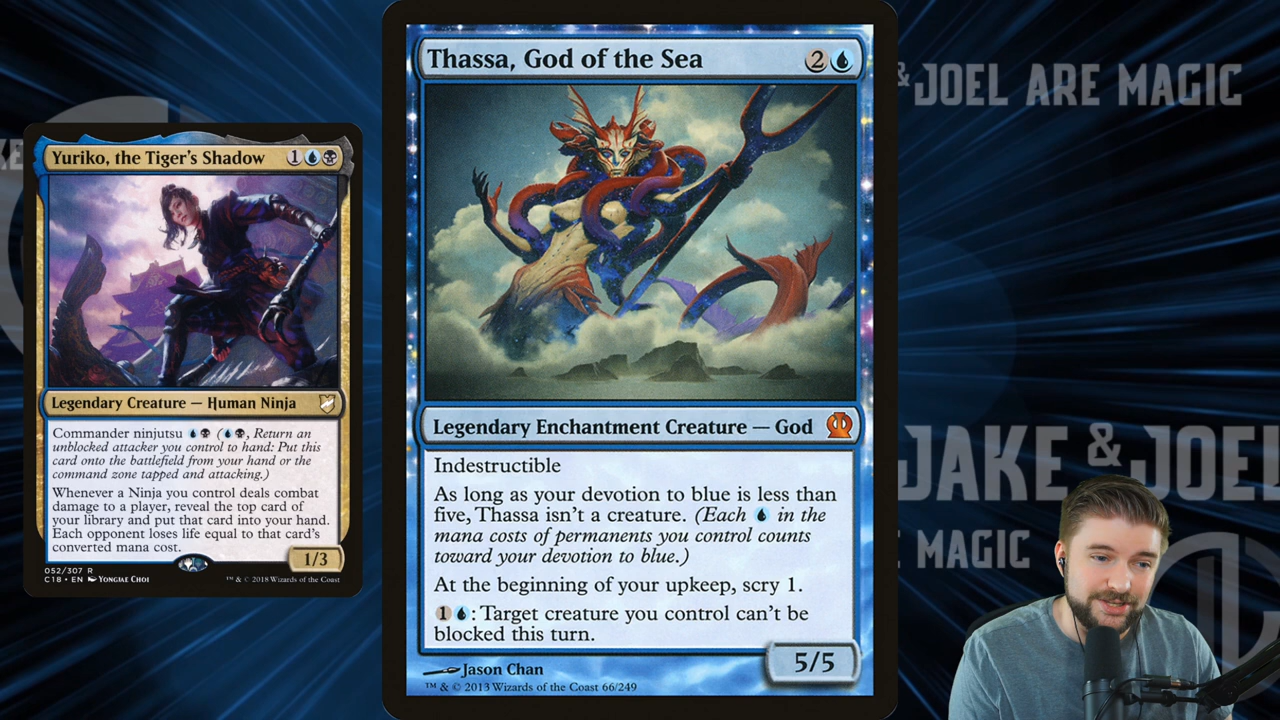 Yuriko, the Tiger's Shadow 1
Legendary Creature — Human Ninja
Commander ninjutsu (, Return an
unblocked attacker you control to hand: Put this
card onto the battlefield from your hand or the
command zone tapped and attacking.)
Whenever a Ninja you control deals combat
damage to a player, reveal the top card of
your library and put that card into your hand.
Each opponent loses life equal to that card's
converted mana cost.
1/3
052/307 R
C18 • EN Yongjae Choi
™ & © 2018 Wizards of the Coast
Thassa, God of the Sea 2
Legendary Enchantment Creature — God
Indestructible
As long as your devotion to blue is less than
five, Thassa isn't a creature. (Each in the
mana costs of permanents you control counts
toward your devotion to blue.)
At the beginning of your upkeep, scry 1.
1: Target creature you control can't be
blocked this turn.
5/5
Jason Chan
™ & © 2013 Wizards of the Coast 66/249
& JOEL ARE MAGIC
JAKE & JOEL
MAGIC